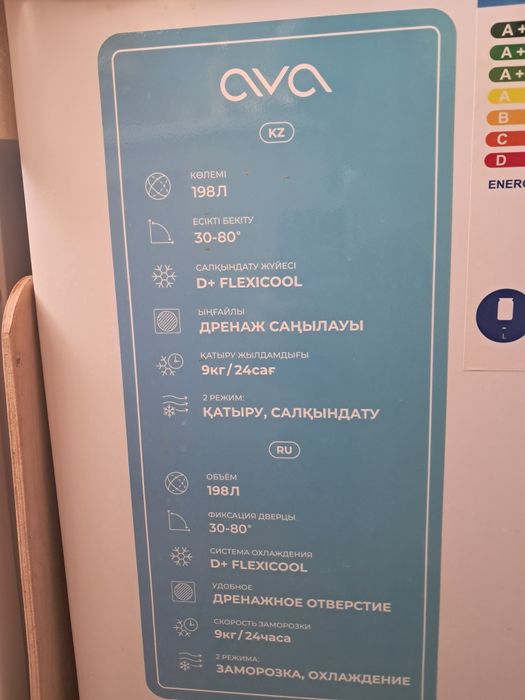 ava
KZ
КӨЛЕМІ
198Л
ЕСІКТІ БЕКІТУ
30-80°
САЛҚЫНДАТУ ЖҮЙЕСІ
D+ FLEXICOOL
ЫҢҒАЙЛЫ
ДРЕНАЖ САҢЫЛАУЫ
ҚАТЫРУ ЖЫЛДАМДЫҒЫ
9кг/24сағ
2 РЕЖИМ:
ҚАТЫРУ, САЛҚЫНДАТУ
RU
ОБЪЁМ
198Л
ФИКСАЦИЯ ДВЕРЦЫ
30-80°
СИСТЕМА ОХЛАЖДЕНИЯ
D+ FLEXICOOL
УДОБНОЕ
ДРЕНАЖНОЕ ОТВЕРСТИЕ
СКОРОСТЬ ЗАМОРОЗКИ
9кг/24часа
2 РЕЖИМА:
ЗАМОРОЗКА, ОХЛАЖДЕНИЕ
A+
A+
A+
A
B
C
D
L